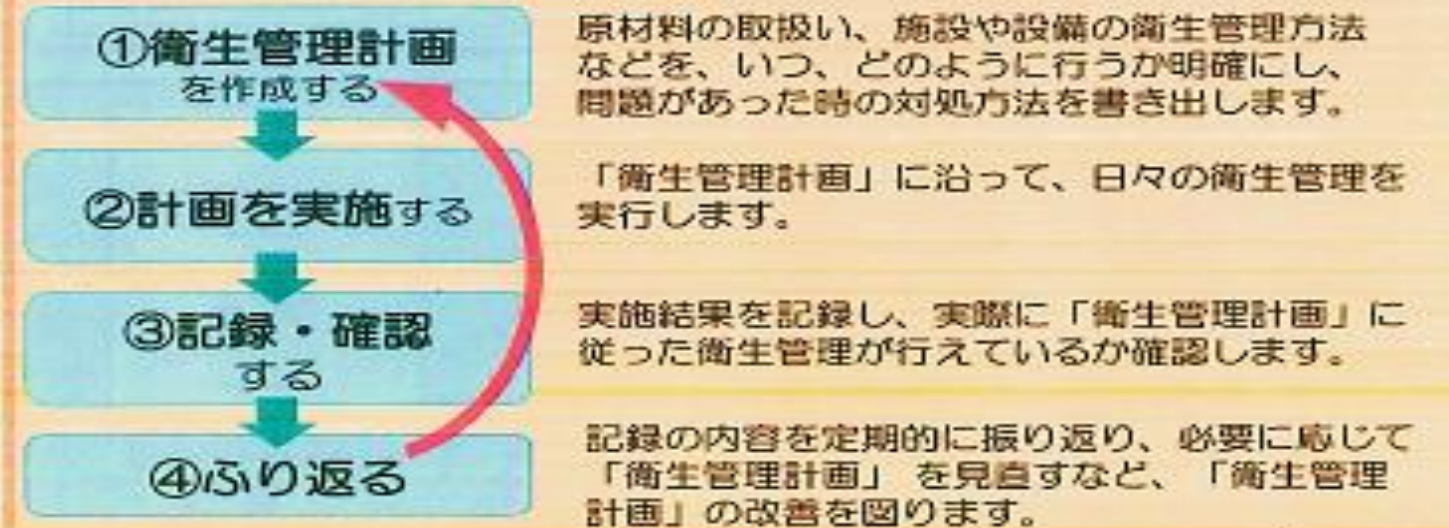 ①衛生管理計画
を作成する
原材料の取扱い、施設や設備の衛生管理方法
などを、いつ、どのように行うか明確にし、
問題があった時の対処方法を書き出します。
②計画を実施する
「衛生管理計画」に沿って、日々の衛生管理を
実行します。
③記録・確認
する
実施結果を記録し、実際に「衛生管理計画」に
従った衛生管理が行えているか確認します。
④ふり返る
記録の内容を定期的に振り返り、必要に応じて
「衛生管理計画」 を見直すなど、「衛生管理
計画」の改善を図ります。